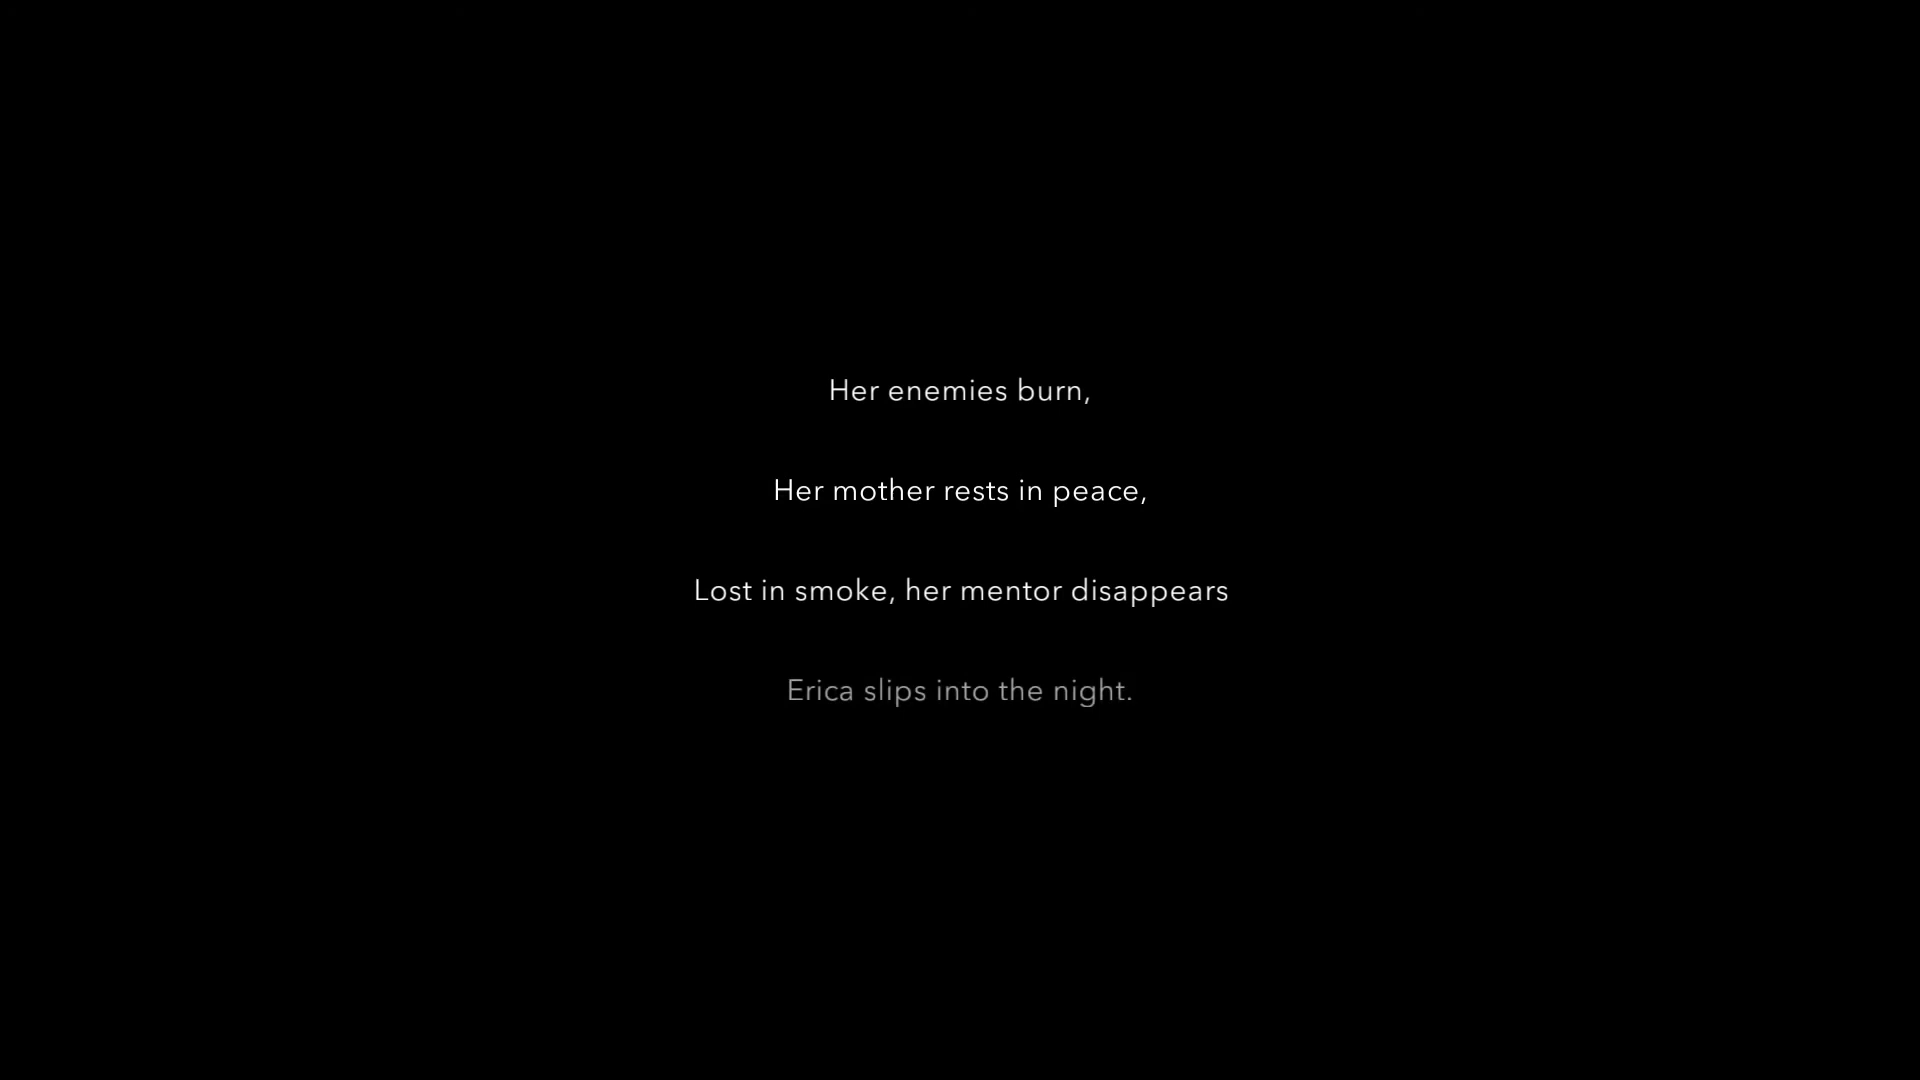 Her enemies burn,
Her mother rests in peace,
Lost in smoke, her mentor disappears
Erica slips into the night.